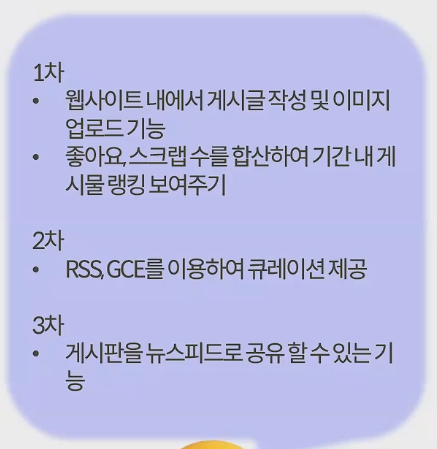 1차
• 웹사이트 내에서 게시글 작성 및 이미지
업로드 기능
• 좋아요, 스크랩 수를 합산하여 기간 내 게
시물 랭킹 보여주기
2차
• RSS, GCE를 이용하여 큐레이션 제공
3차
• 게시판을 뉴스피드로 공유 할 수 있는 기
능